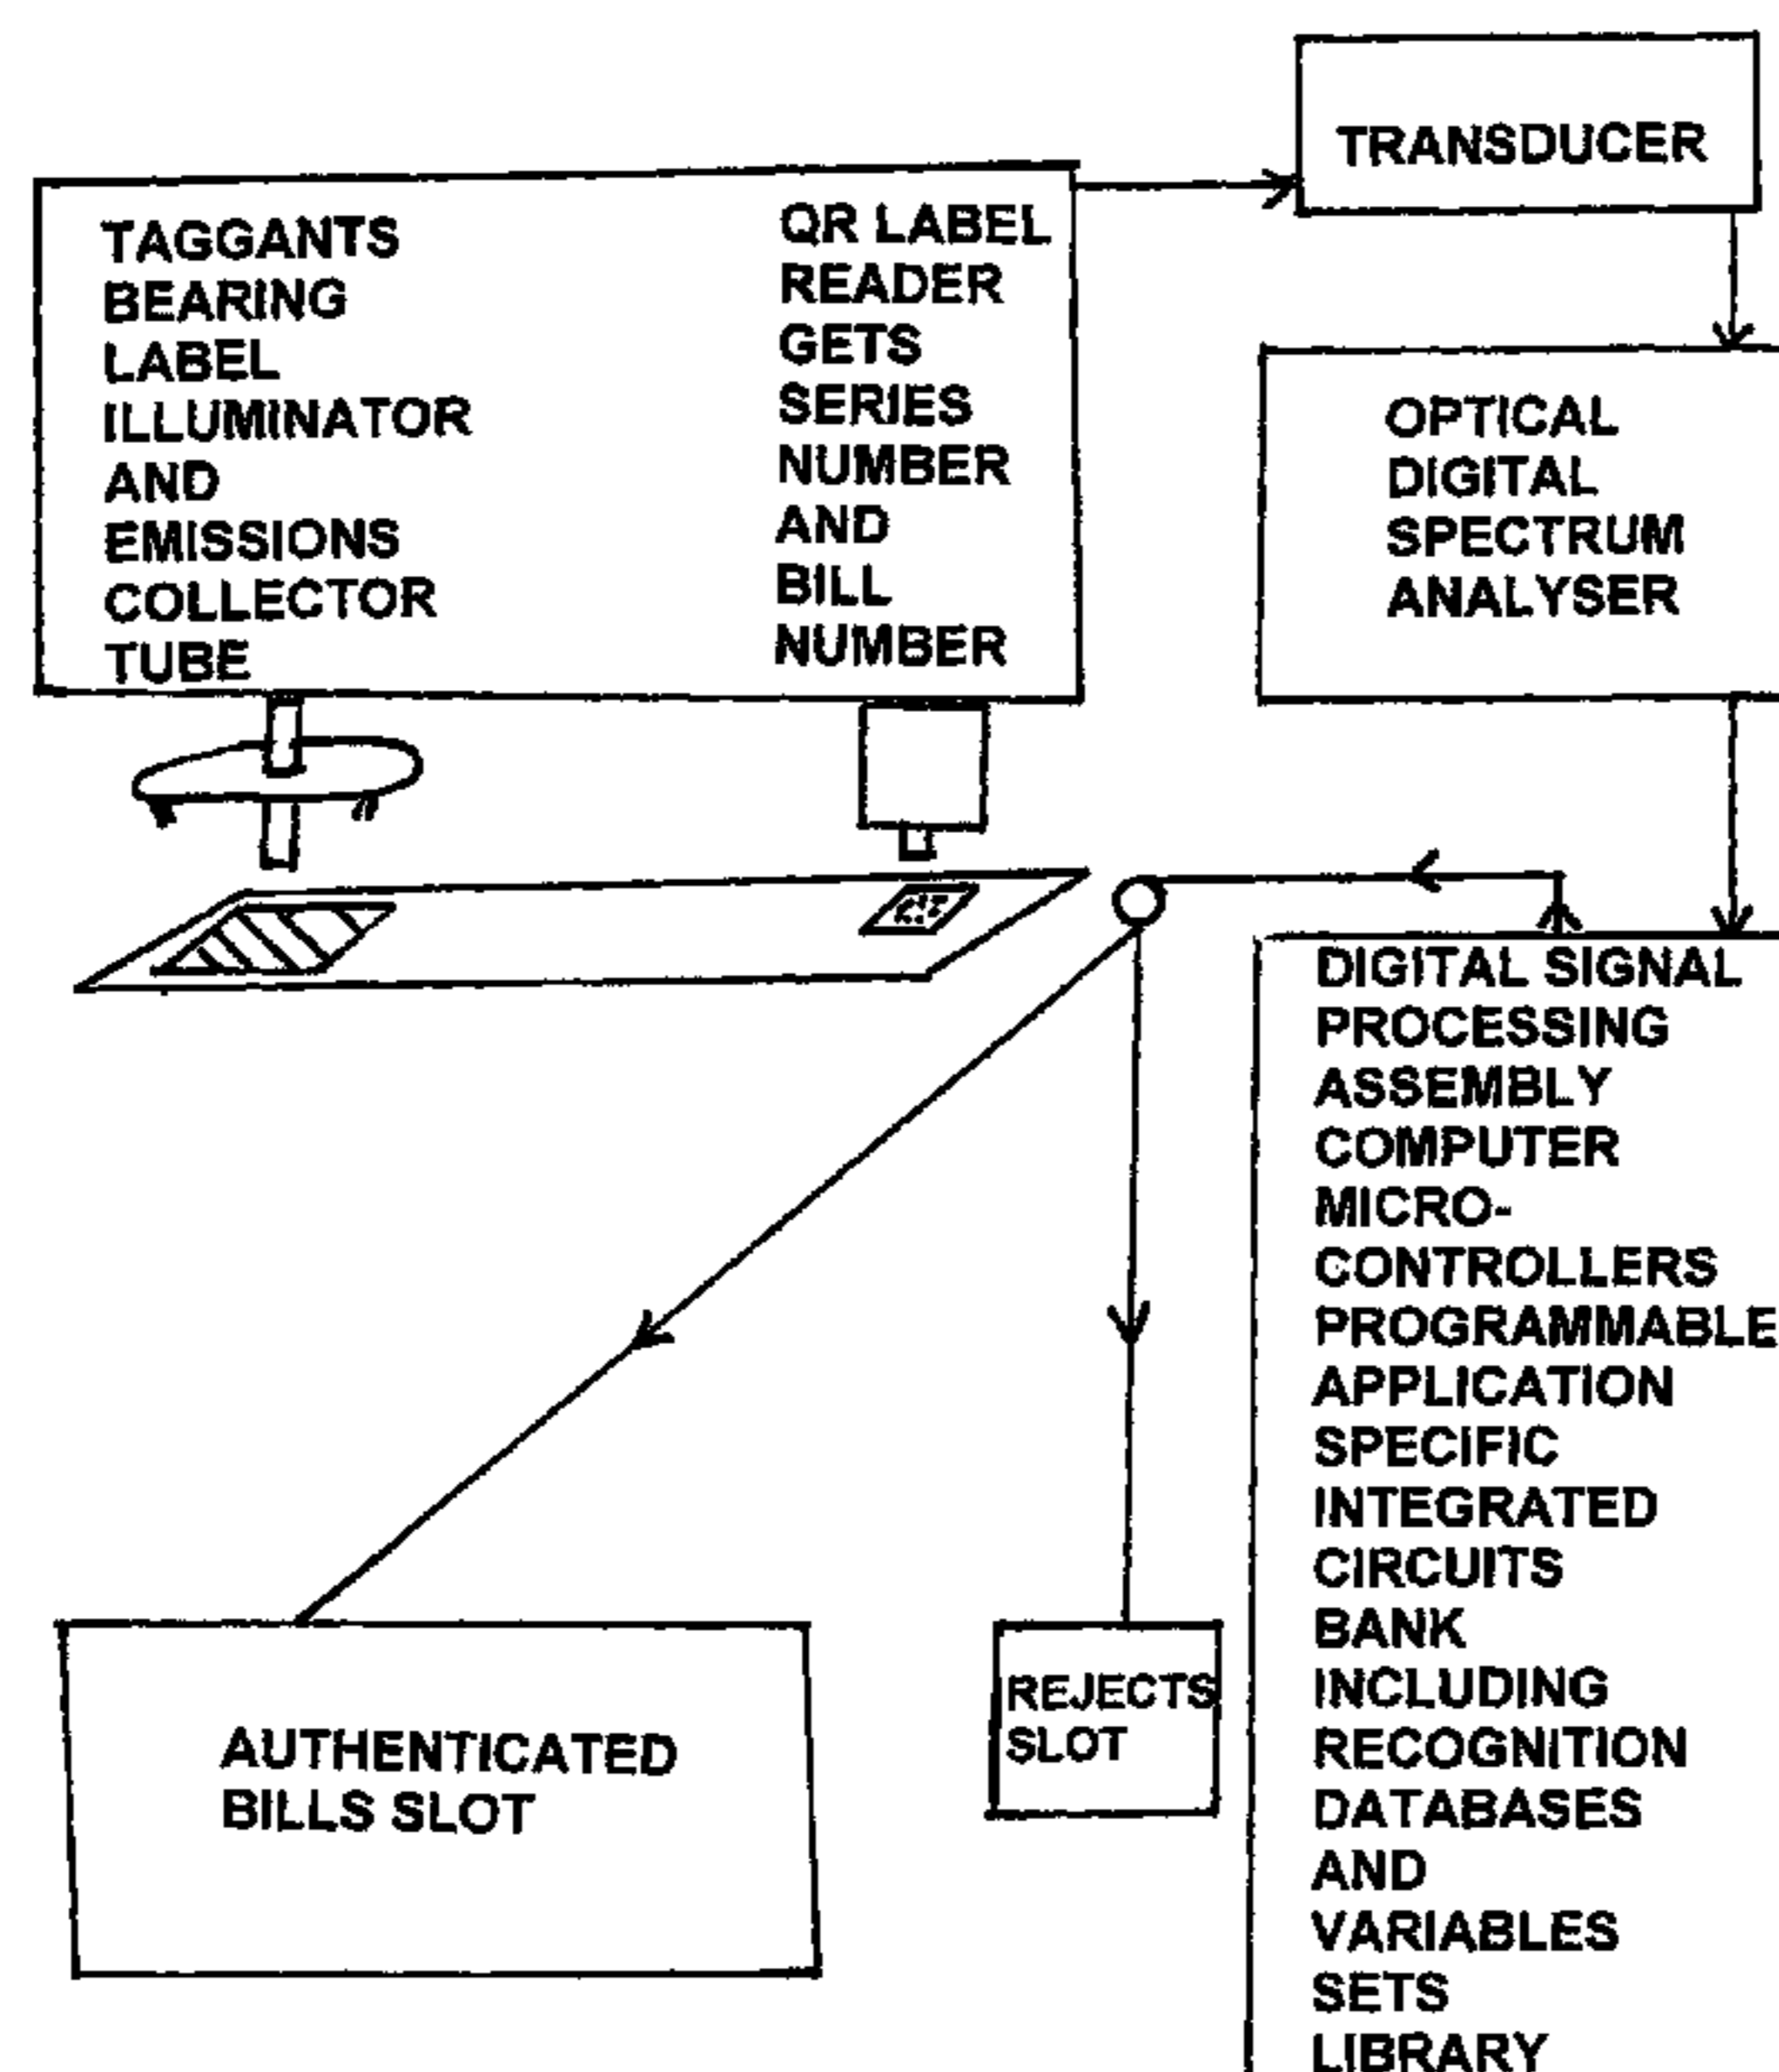 TRANSDUCER
TAGGANTS
BEARING
LABEL
ILLUMINATOR
AND
EMISSIONS
COLLECTOR
TUBE
QR LABEL
READER
GETS
SERIES
NUMBER
AND
BILL
NUMBER
OPTICAL
DIGITAL
SPECTRUM
ANALYSER
DIGITAL SIGNAL
PROCESSING
ASSEMBLY
COMPUTER
MICRO-
CONTROLLERS
PROGRAMMABLE
APPLICATION
SPECIFIC
INTEGRATED
CIRCUITS
BANK
INCLUDING
RECOGNITION
DATABASES
AND
VARIABLES
SETS
LIBRARY
AUTHENTICATED
BILLS SLOT
REJECTS
SLOT